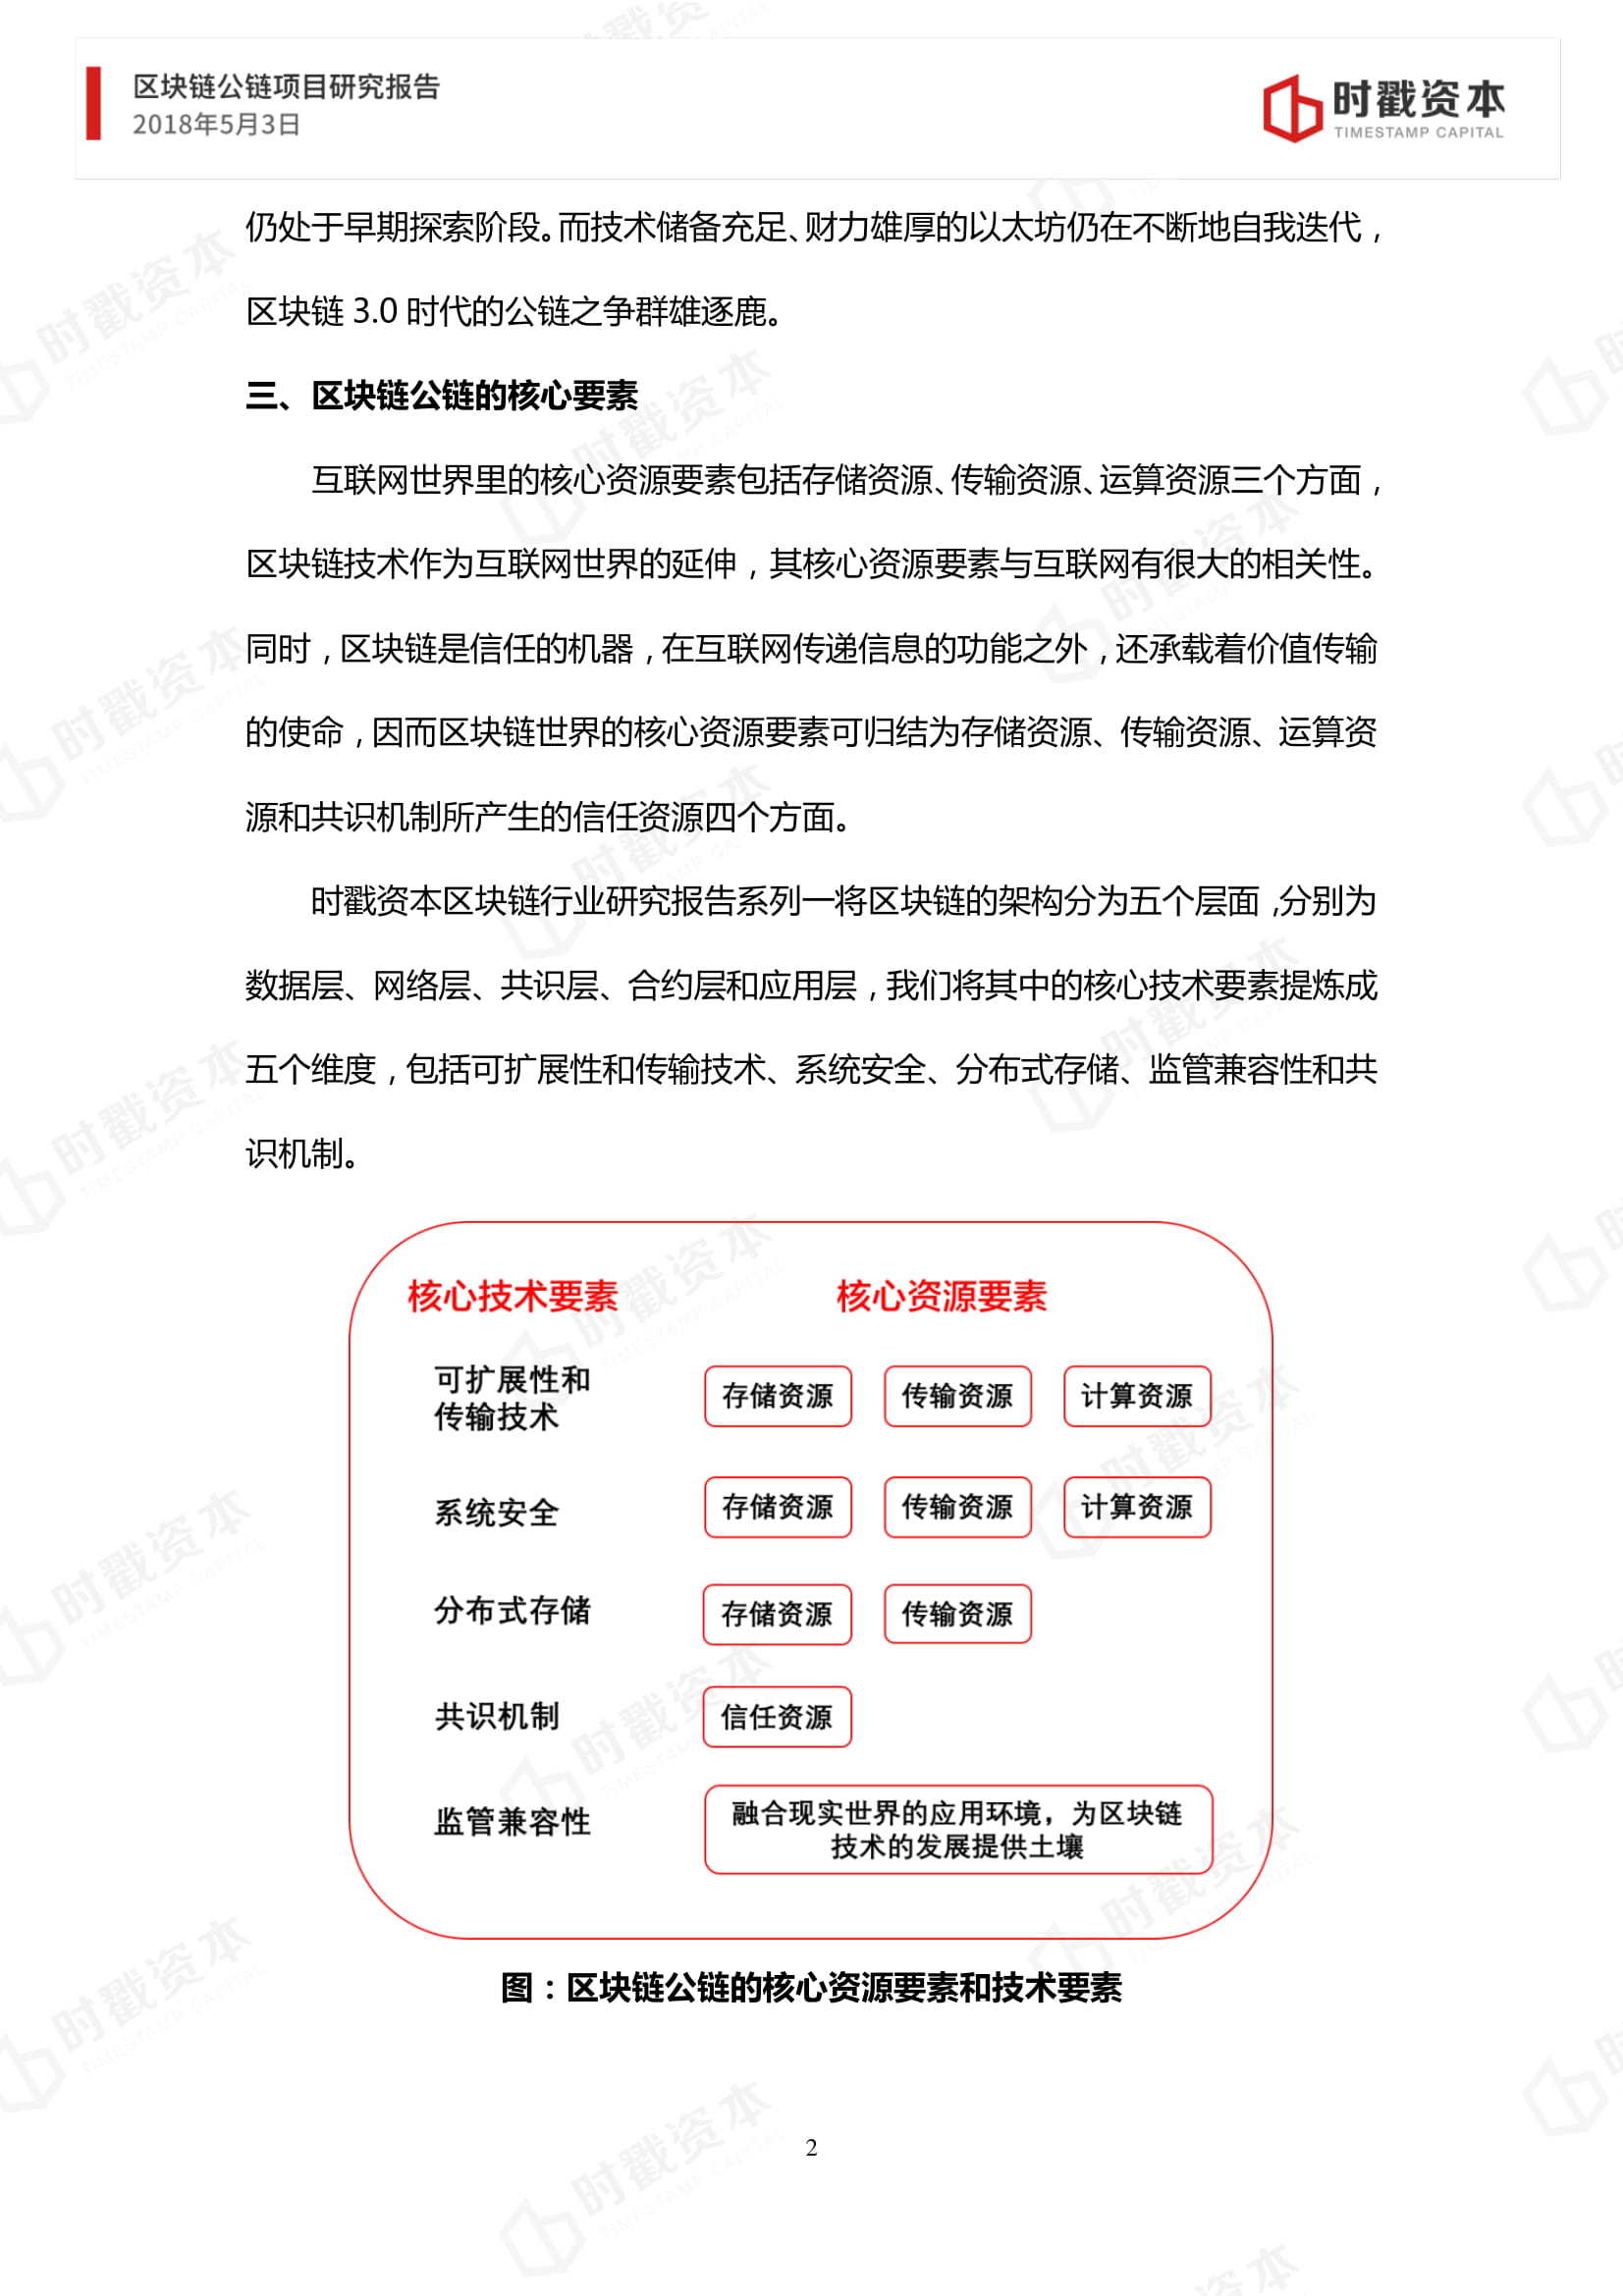 区块链公链项目研究报告
2018年5月3日
时戳资本
TIMESTAMP CAPITAL
仍处于早期探索阶段。而技术储备充足、财力雄厚的以太坊仍在不断地自我迭代，
区块链 3.0 时代的公链之争群雄逐鹿。
三、区块链公链的核心要素
互联网世界里的核心资源要素包括存储资源、传输资源、运算资源三个方面，
区块链技术作为互联网世界的延伸，其核心资源要素与互联网有很大的相关性。
同时，区块链是信任的机器，在互联网传递信息的功能之外，还承载着价值传输
的使命，因而区块链世界的核心资源要素可归结为存储资源、传输资源、运算资
源和共识机制所产生的信任资源四个方面。
时戳资本区块链行业研究报告系列一将区块链的架构分为五个层面，分别为
数据层、网络层、共识层、合约层和应用层，我们将其中的核心技术要素提炼成
五个维度，包括可扩展性和传输技术、系统安全、分布式存储、监管兼容性和共
识机制。
核心技术要素 核心资源要素
可扩展性和
传输技术
存储资源 传输资源 计算资源
系统安全 存储资源 传输资源 计算资源
分布式存储 存储资源 传输资源
共识机制 信任资源
监管兼容性
融合现实世界的应用环境，为区块链
技术的发展提供土壤
图：区块链公链的核心资源要素和技术要素
2